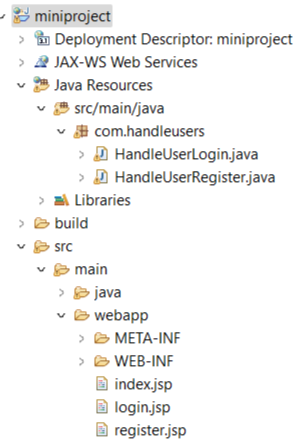 miniproject
Deployment Descriptor: miniproject
JAX-WS Web Services
Java Resources
src/main/java
com.handleusers
HandleUserLogin.java
HandleUserRegister.java
Libraries
build
src
main
java
webapp
META-INF
WEB-INF
index.jsp
login.jsp
register.jsp